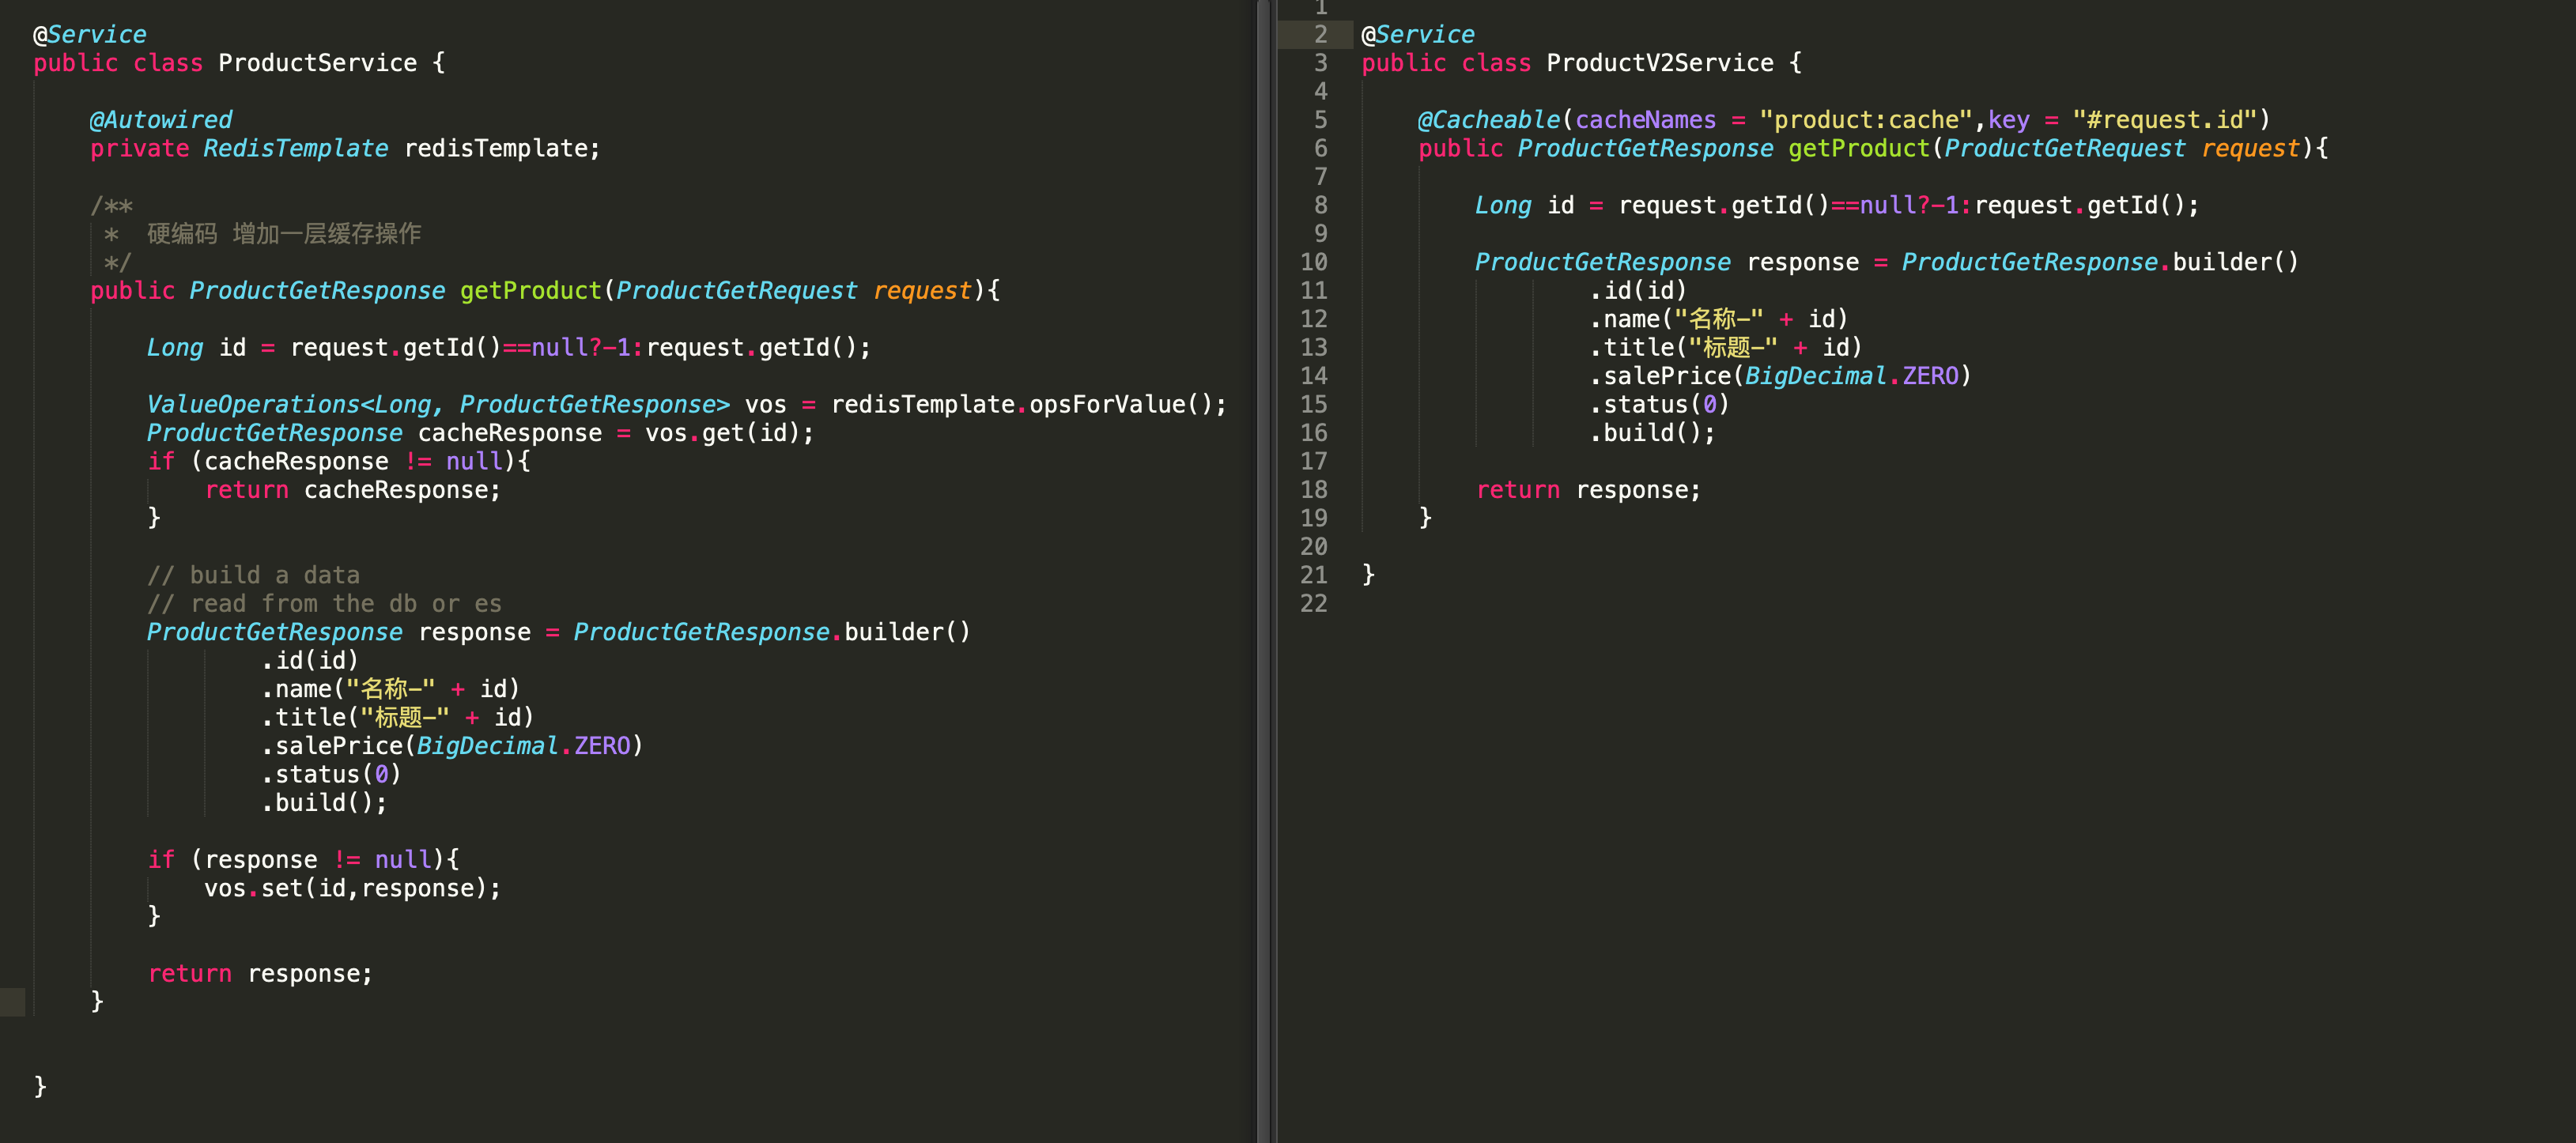 @Service
public class ProductService {
@Autowired
private RedisTemplate redisTemplate;
/**
* 硬编码 增加一层缓存操作
*/
public ProductGetResponse getProduct(ProductGetRequest request){
Long id = request.getId()==null?-1:request.getId();
ValueOperations<Long, ProductGetResponse> vos = redisTemplate.opsForValue();
ProductGetResponse cacheResponse = vos.get(id);
if (cacheResponse != null){
return cacheResponse;
}
// build a data
// read from the db or es
ProductGetResponse response = ProductGetResponse.builder()
.id(id)
.name("名称-" + id)
.title("标题-" + id)
.salePrice(BigDecimal.ZERO)
.status(0)
.build();
if (response != null){
vos.set(id,response);
}
return response;
}
}
1
2 @Service
3 public class ProductV2Service {
4
5 @Cacheable(cacheNames = "product:cache",key = "#request.id")
6 public ProductGetResponse getProduct(ProductGetRequest request){
7
8 Long id = request.getId()==null?-1:request.getId();
9
10 ProductGetResponse response = ProductGetResponse.builder()
11 .id(id)
12 .name("名称-" + id)
13 .title("标题-" + id)
14 .salePrice(BigDecimal.ZERO)
15 .status(0)
16 .build();
17
18 return response;
19 }
20
21 }
22